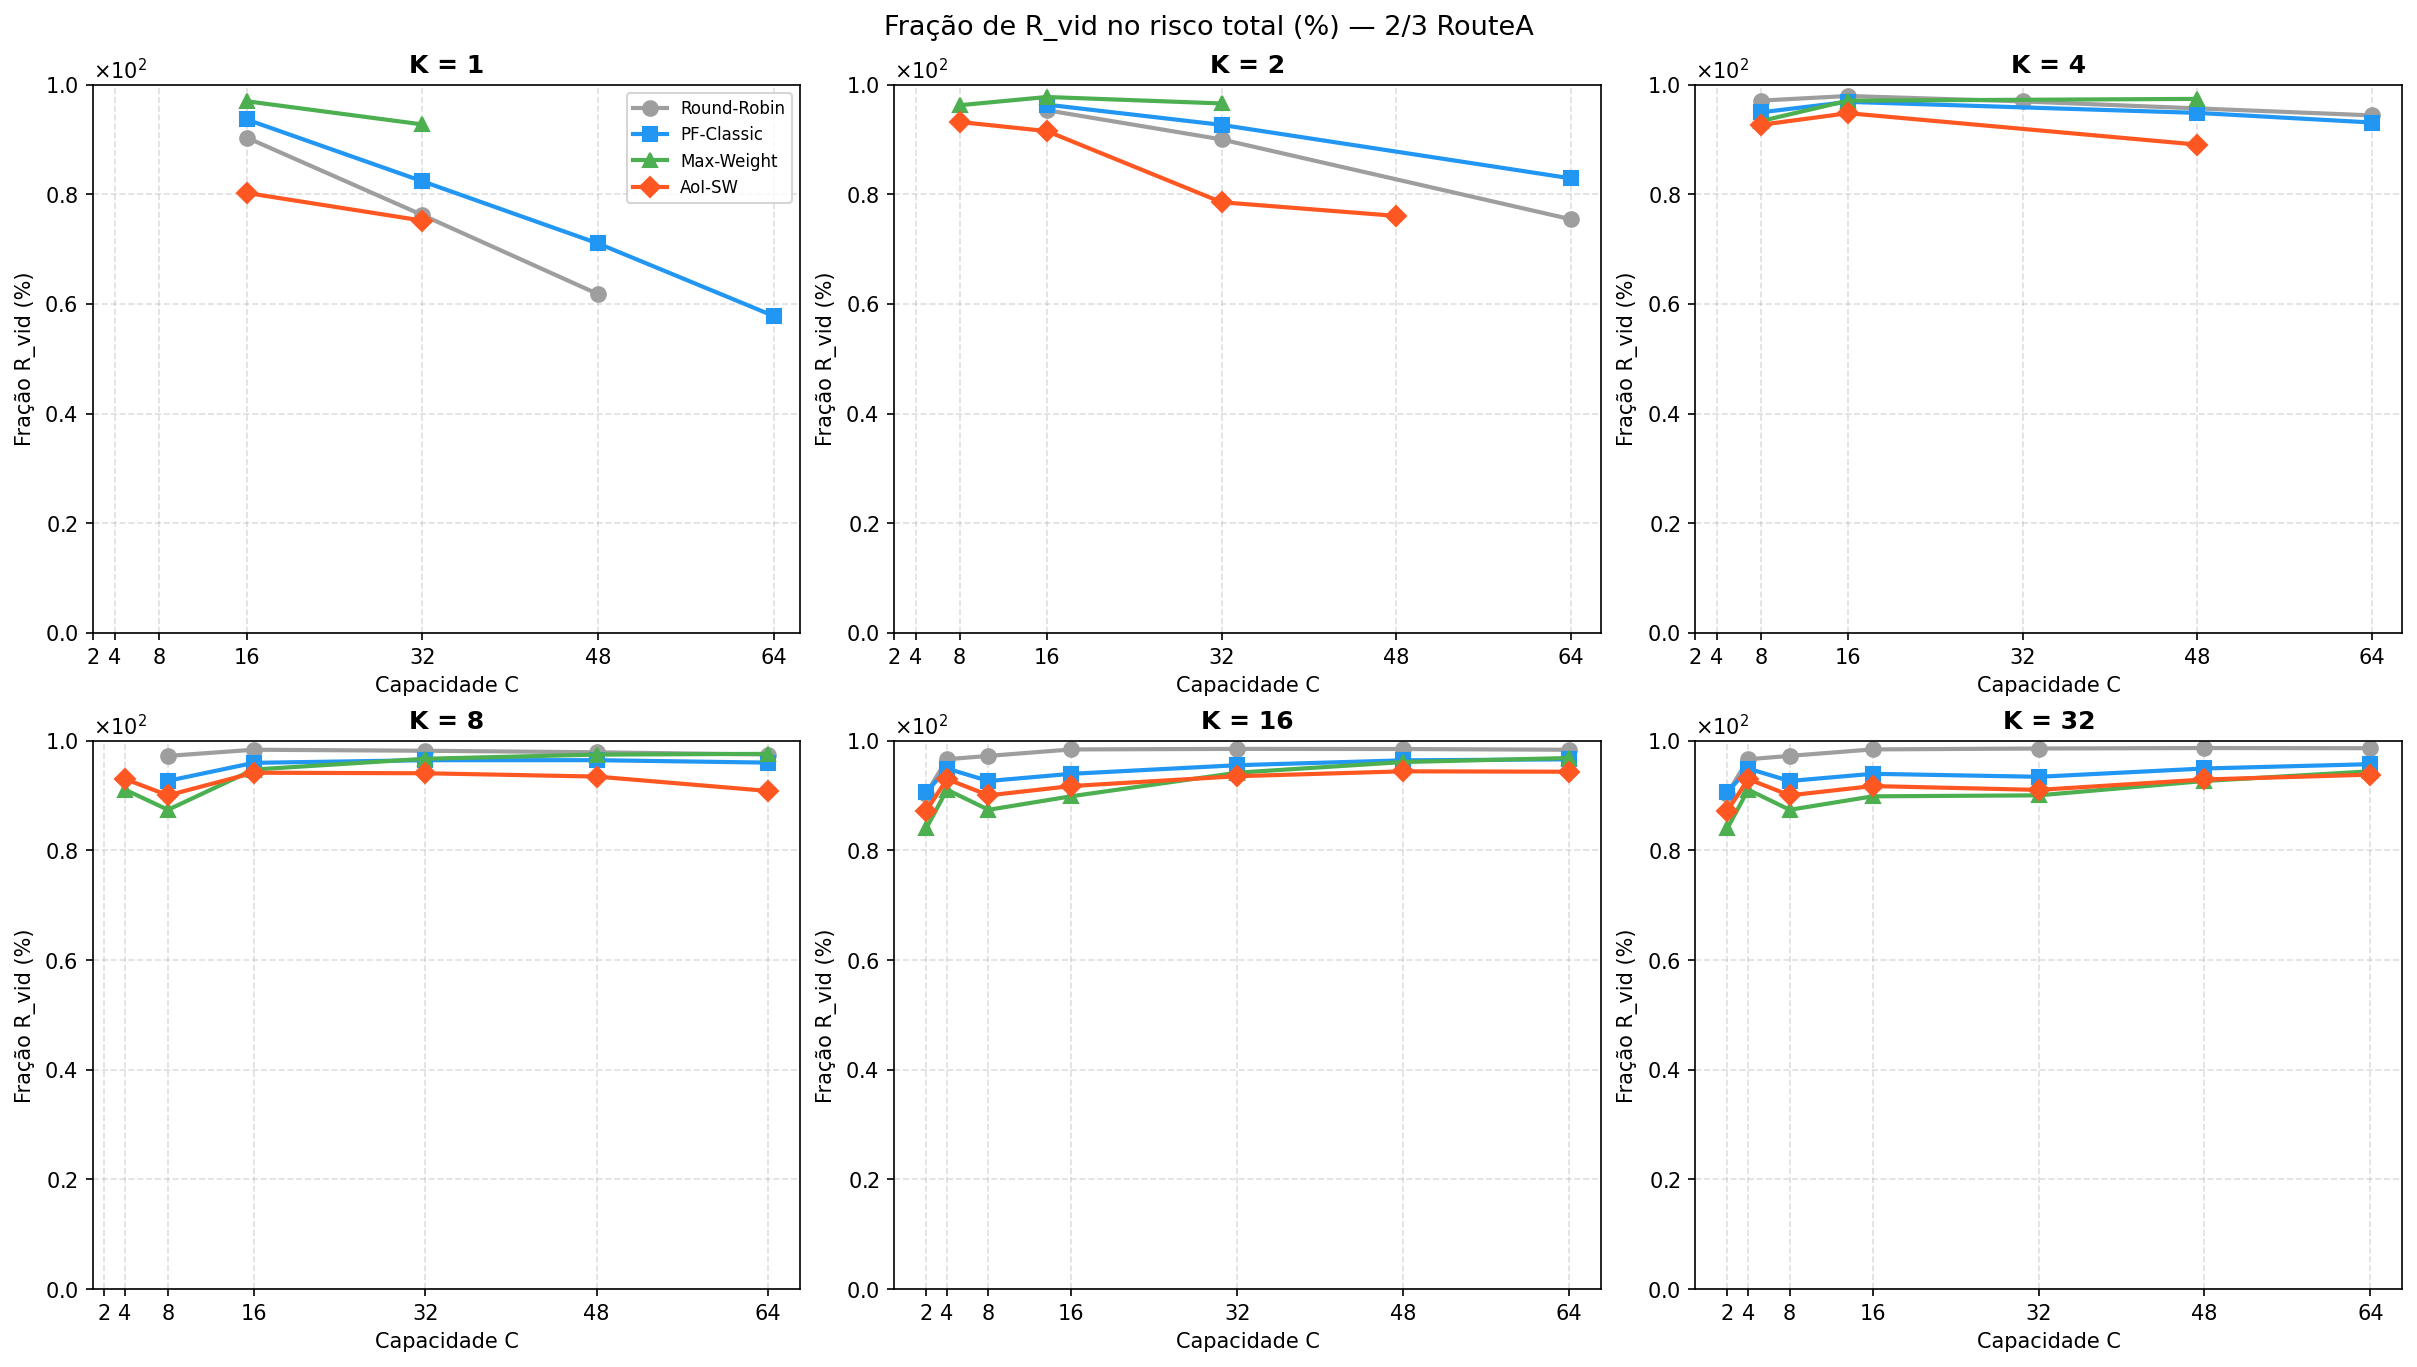 Fração de R_vid no risco total (%) — 2/3 RouteA
K = 1
×10²
1.0
0.8
0.6
0.4
0.2
0.0
Fração R_vid (%)
2 4 8 16 32 48 64
Capacidade C
Round-Robin
PF-Classic
Max-Weight
AoI-SW
K = 2
×10²
1.0
0.8
0.6
0.4
0.2
0.0
Fração R_vid (%)
2 4 8 16 32 48 64
Capacidade C
K = 4
×10²
1.0
0.8
0.6
0.4
0.2
0.0
Fração R_vid (%)
2 4 8 16 32 48 64
Capacidade C
K = 8
×10²
1.0
0.8
0.6
0.4
0.2
0.0
Fração R_vid (%)
2 4 8 16 32 48 64
Capacidade C
K = 16
×10²
1.0
0.8
0.6
0.4
0.2
0.0
Fração R_vid (%)
2 4 8 16 32 48 64
Capacidade C
K = 32
×10²
1.0
0.8
0.6
0.4
0.2
0.0
Fração R_vid (%)
2 4 8 16 32 48 64
Capacidade C